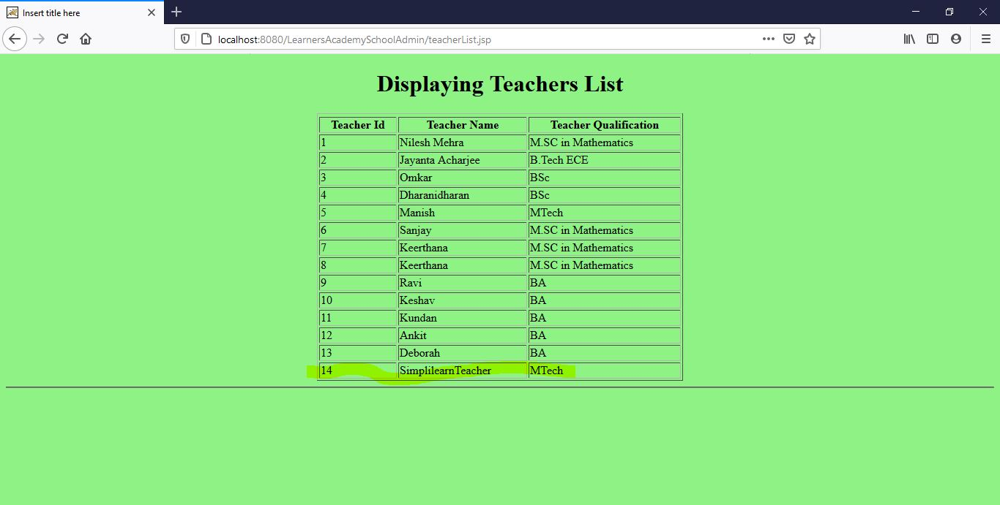 Insert title here
localhost:8080/LearnersAcademySchoolAdmin/teacherList.jsp
Displaying Teachers List
Teacher Id Teacher Name Teacher Qualification
1 Nilesh Mehra M.SC in Mathematics
2 Jayanta Acharjee B.Tech ECE
3 Omkar BSc
4 Dharanidharan BSc
5 Manish MTech
6 Sanjay M.SC in Mathematics
7 Keerthana M.SC in Mathematics
8 Keerthana M.SC in Mathematics
9 Ravi BA
10 Keshav BA
11 Kundan BA
12 Ankit BA
13 Deborah BA
14 SimplilearnTeacher MTech